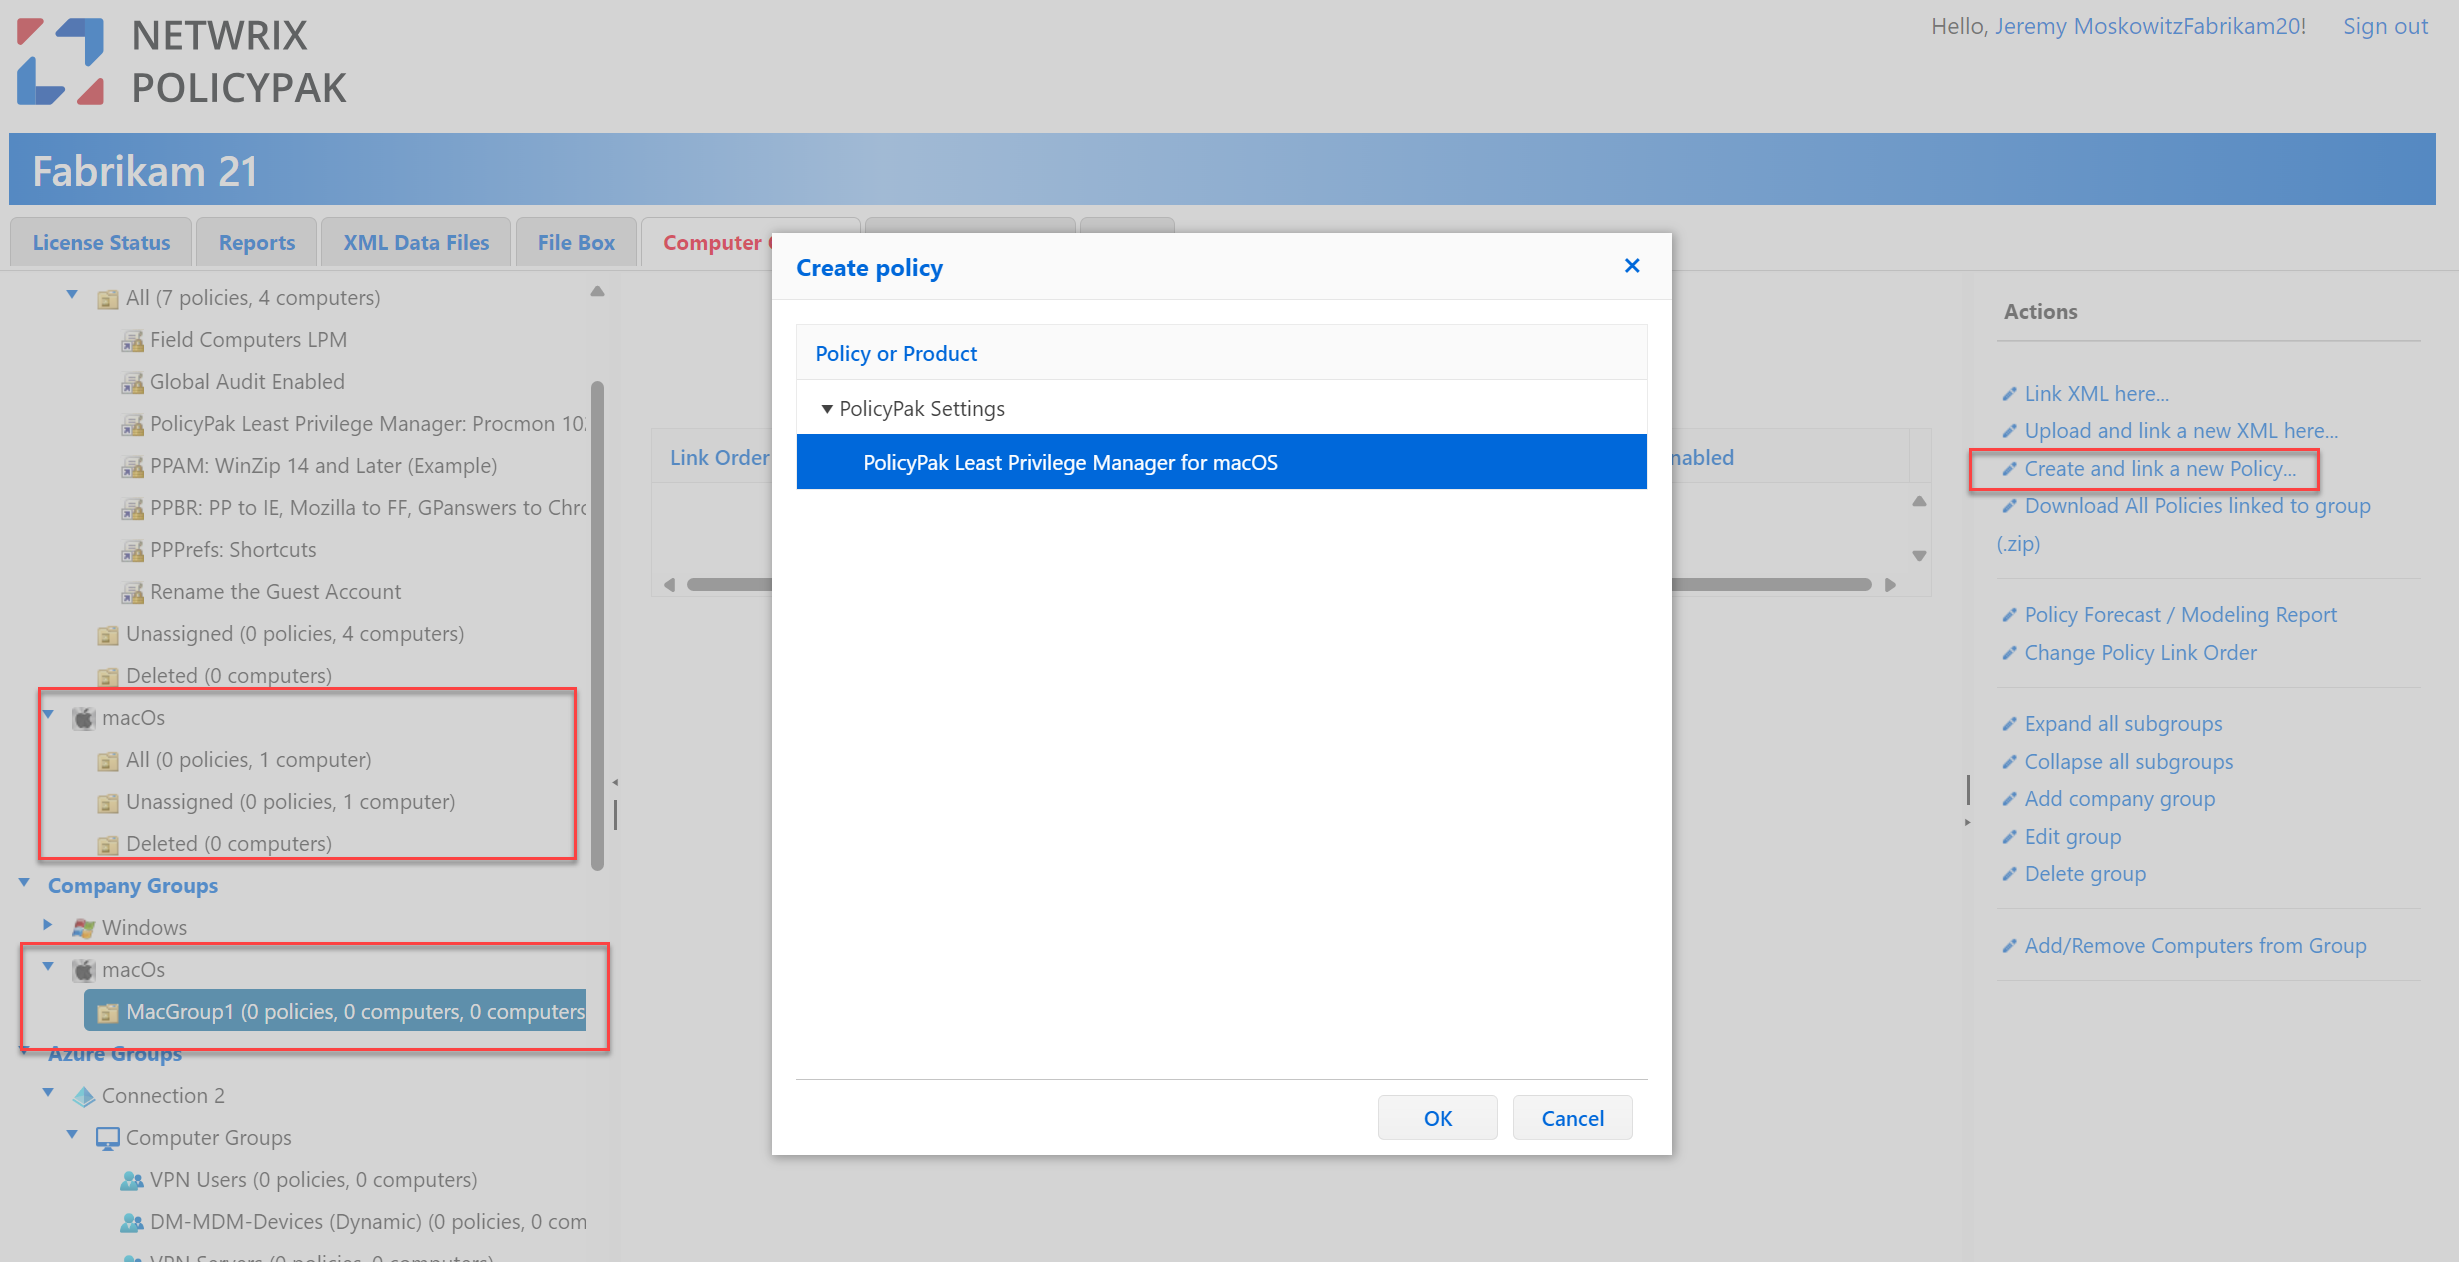 NETWRIX
POLICYPAK
Hello, Jeremy MoskowitzFabrikam20!
Sign out
Fabrikam 21
License Status
Reports
XML Data Files
File Box
Computer
All (7 policies, 4 computers)
Field Computers LPM
Global Audit Enabled
PolicyPak Least Privilege Manager: Procmon 10
PPAM: WinZip 14 and Later (Example)
PPBR: PP to IE, Mozilla to FF, GPanswers to Chr
PPPrefs: Shortcuts
Rename the Guest Account
Unassigned (0 policies, 4 computers)
Deleted (0 computers)
macOs
All (0 policies, 1 computer)
Unassigned (0 policies, 1 computer)
Deleted (0 computers)
Company Groups
Windows
macOs
MacGroup1 (0 policies, 0 computers, 0 computers
Azure Groups
Connection 2
Computer Groups
VPN Users (0 policies, 0 computers)
DM-MDM-Devices (Dynamic) (0 policies, 0 com
VPN Servers (0 policies, 0 computers)
Link Order
nabled
Create policy
Policy or Product
PolicyPak Settings
PolicyPak Least Privilege Manager for macOS
OK
Cancel
Actions
Link XML here...
Upload and link a new XML here...
Create and link a new Policy...
Download All Policies linked to group
(.zip)
Policy Forecast / Modeling Report
Change Policy Link Order
Expand all subgroups
Collapse all subgroups
Add company group
Edit group
Delete group
Add/Remove Computers from Group